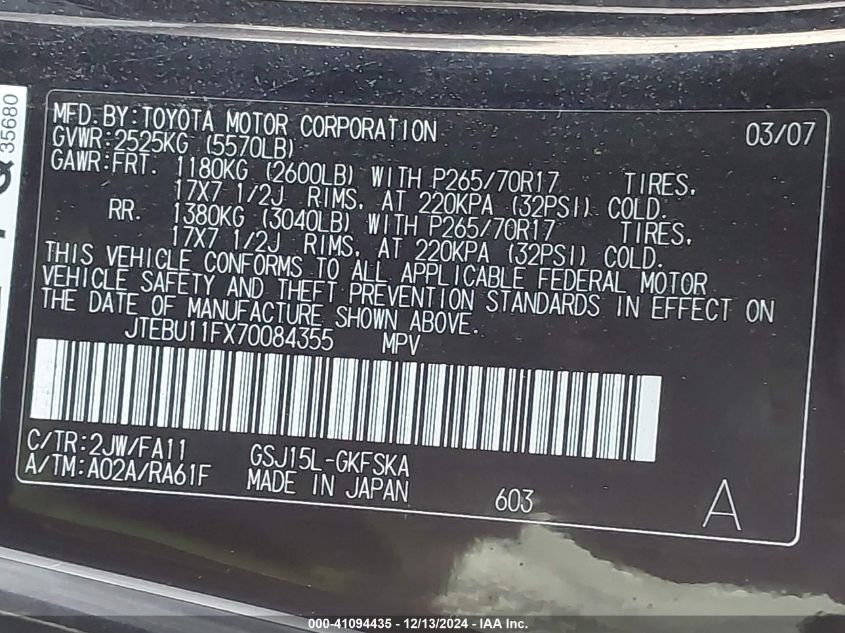 35680
MFD.BY:TOYOTA MOTOR CORPORATION 03/07
GVWR:2525KG (5570LB)
GAWR:FRT. 1180KG (2600LB) WITH P265/70R17 TIRES,
17X7 1/2J RIMS, AT 220KPA (32PSI) COLD.
RR. 1380KG (3040LB) WITH P265/70R17 TIRES,
17X7 1/2J RIMS, AT 220KPA (32PSI) COLD.
THIS VEHICLE CONFORMS TO ALL APPLICABLE FEDERAL MOTOR
VEHICLE SAFETY AND THEFT PREVENTION STANDARDS IN EFFECT ON
THE DATE OF MANUFACTURE SHOWN ABOVE.
JTEBU11FX70084355 MPV
C/TR:2JW/FA11 GSJ15L-GKFSKA
A/TM:A02A/RA61F MADE IN JAPAN 603 A
000-41094435 - 12/13/2024 - IAA Inc.